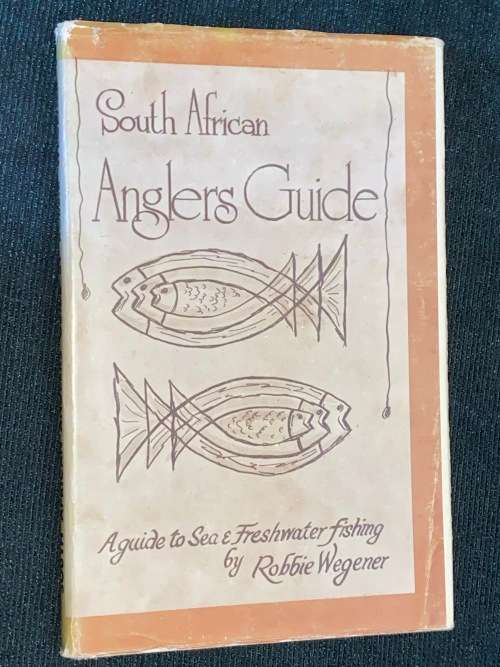 South African
Anglers Guide
A guide to Sea & Freshwater fishing
by Robbie Wegener